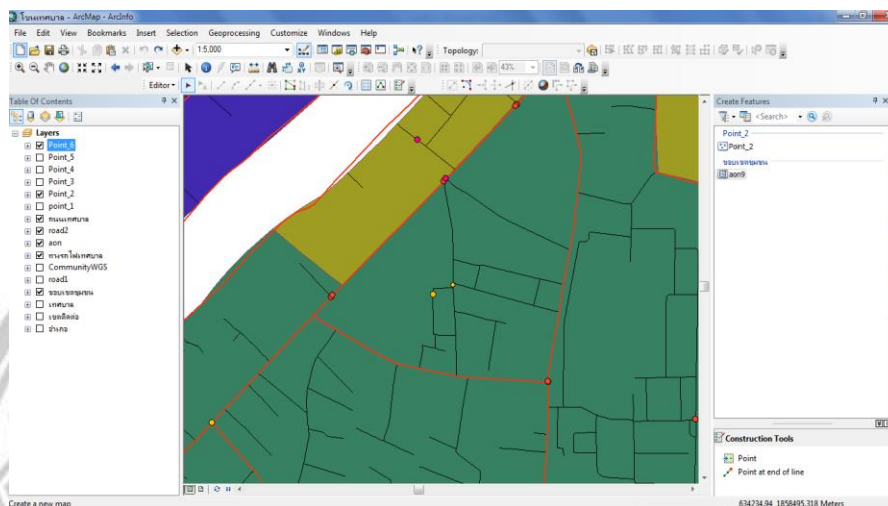 โซนเทศบาล - ArcMap - ArcInfo
File Edit View Bookmarks Insert Selection Geoprocessing Customize Windows Help
1:5,000
Topology:
43%
Editor
Table Of Contents
Create Features
Layers
<Search>
Point_6
Point_5
Point_4
Point_3
Point_2
point_1
ถนนเทศบาล
road2
aon
ทางรถไฟเทศบาล
CommunityWGS
road1
ขอบเขตชุมชน
เทศบาล
เขตติดต่อ
อำเภอ
Point_2
Point_2
ขอบเขตชุมชน
aon9
Construction Tools
Point
Point at end of line
Create a new map
634234.94 1858495.318 Meters